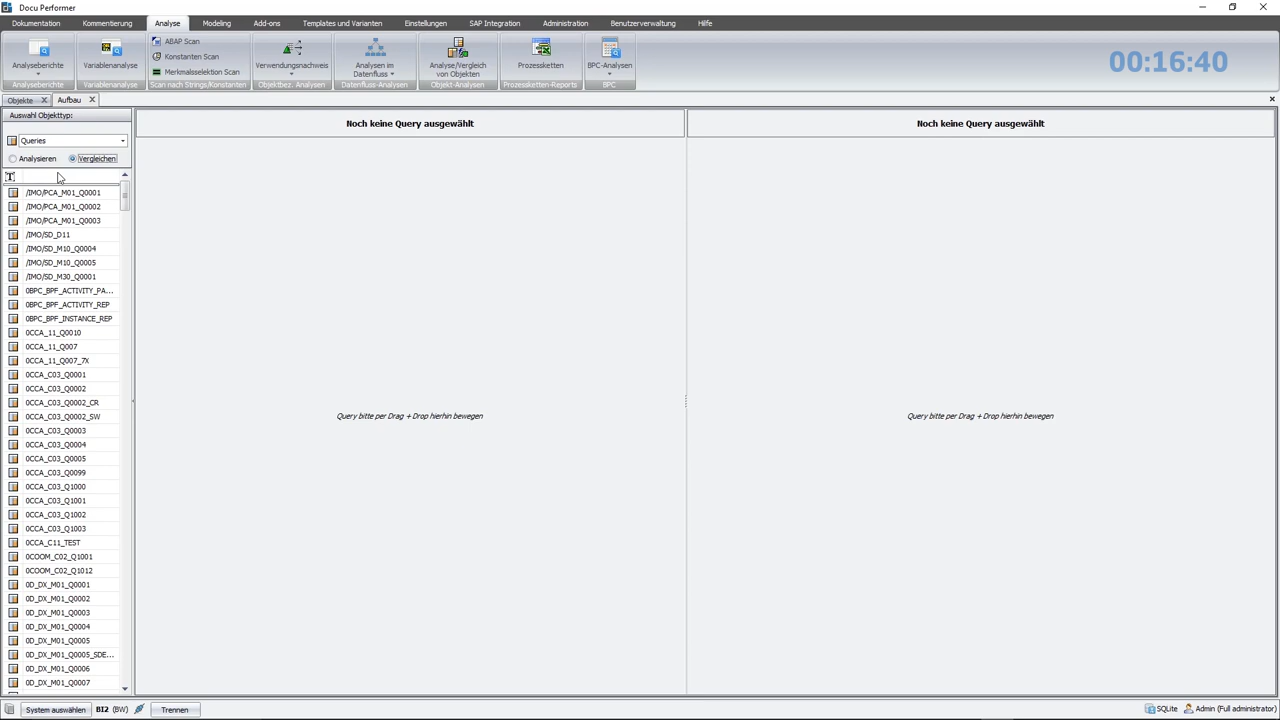 Docu Performer
Dokumentation Kommentierung Analyse Modeling Add-ons Templates und Varianten Einstellungen SAP Integration Administration Benutzerverwaltung Hilfe
Analyseberichte
Analyseberichte
Variablenanalyse
Variablenanalyse
ABAP Scan
Konstanten Scan
Merkmalsselektion Scan
Scan nach Strings/Konstanten
Verwendungsnachweis
Objektbez. Analysen
Analysen im
Datenfluss
Datenfluss-Analysen
Analyse/Vergleich
von Objekten
Objekt-Analysen
Prozessketten
Prozessketten-Reports
BPC-Analysen
BPC
00:16:40
Objekte Aufbau
Auswahl Objekttyp:
Queries
Analysieren Vergleichen
/IMO/PCA_M01_Q0001
/IMO/PCA_M01_Q0002
/IMO/PCA_M01_Q0003
/IMO/SD_D11
/IMO/SD_M10_Q0004
/IMO/SD_M10_Q0005
/IMO/SD_M30_Q0001
0BPC_BPF_ACTIVITY_PA...
0BPC_BPF_ACTIVITY_REP
0BPC_BPF_INSTANCE_REP
0CCA_11_Q0010
0CCA_11_Q007
0CCA_11_Q007_7X
0CCA_C03_Q0001
0CCA_C03_Q0002
0CCA_C03_Q0002_CR
0CCA_C03_Q0002_SW
0CCA_C03_Q0003
0CCA_C03_Q0004
0CCA_C03_Q0005
0CCA_C03_Q0099
0CCA_C03_Q1000
0CCA_C03_Q1001
0CCA_C03_Q1002
0CCA_C03_Q1003
0CCA_C11_TEST
0COOM_C02_Q1001
0COOM_C02_Q1012
0D_DX_M01_Q0001
0D_DX_M01_Q0002
0D_DX_M01_Q0003
0D_DX_M01_Q0004
0D_DX_M01_Q0005
0D_DX_M01_Q0005_SDE...
0D_DX_M01_Q0006
0D_DX_M01_Q0007
Noch keine Query ausgewählt
Query bitte per Drag + Drop hierhin bewegen
Noch keine Query ausgewählt
Query bitte per Drag + Drop hierhin bewegen
System auswählen BI2 (BW) Trennen SQLite Admin (Full administrator)